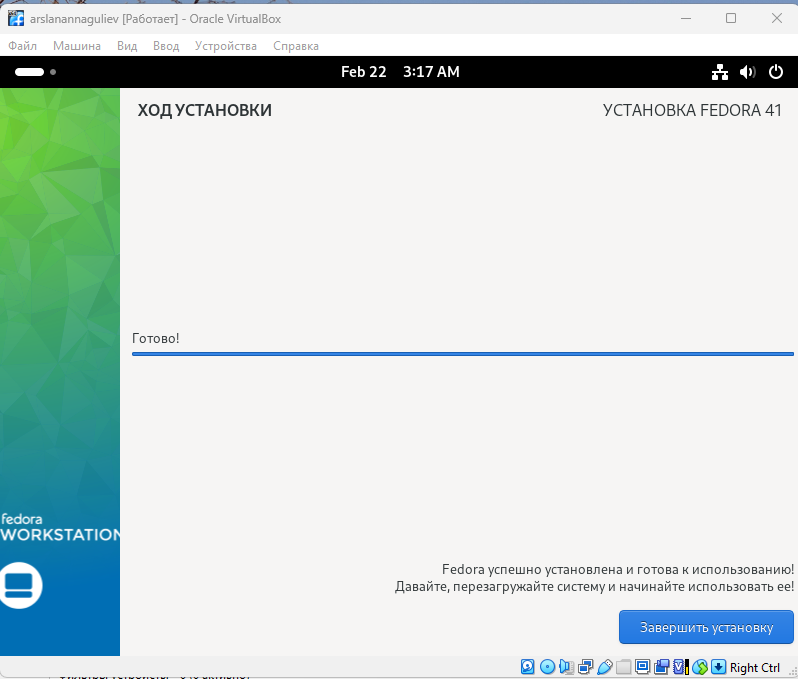 arslanannaguliev [Работает] - Oracle VirtualBox
Файл Машина Вид Ввод Устройства Справка
Feb 22 3:17 AM
ХОД УСТАНОВКИ
УСТАНОВКА FEDORA 41
Готово!
fedora
WORKSTATION
Fedora успешно установлена и готова к использованию!
Давайте, перезагружайте систему и начинайте использовать ее!
Завершить установку
Right Ctrl